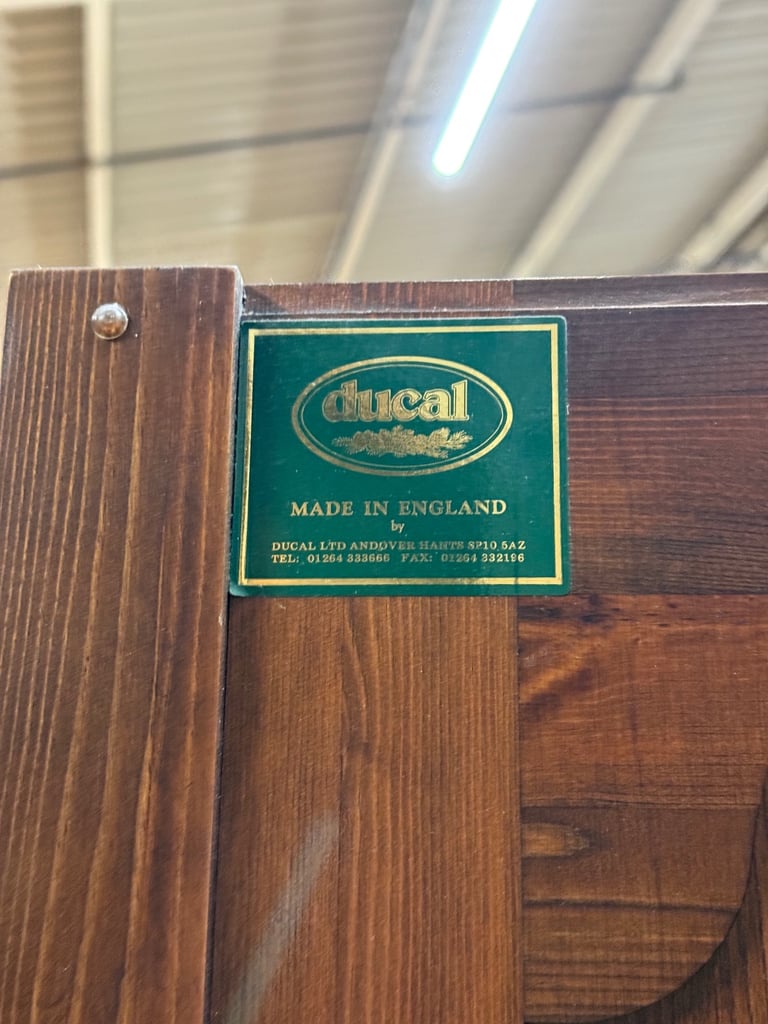 ducal
MADE IN ENGLAND
by
DUCAL LTD ANDOVER HANTS SP10 5AZ
TEL: 01264 333666 FAX: 01264 332196